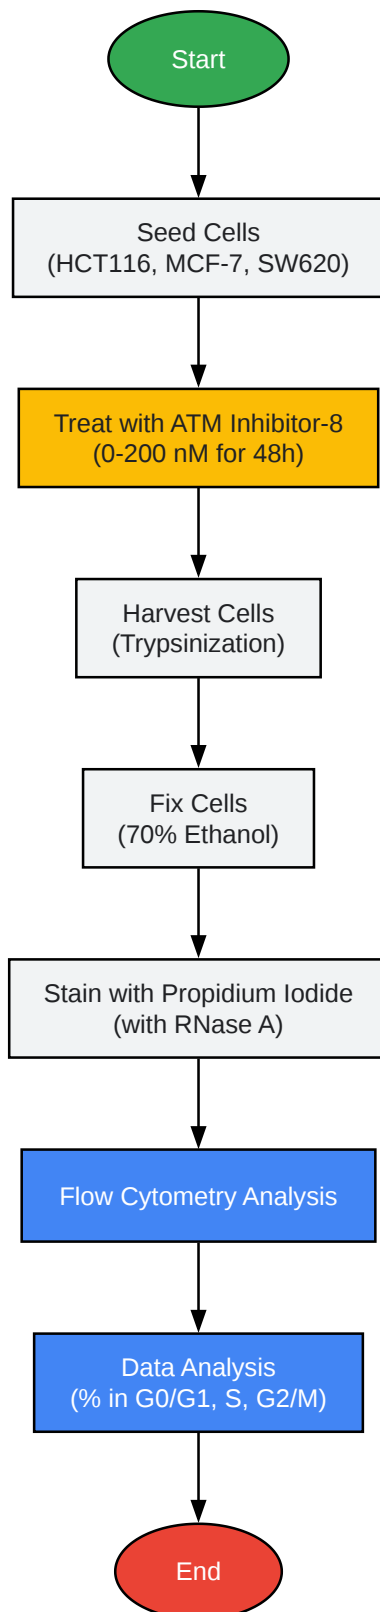 Start
Seed Cells
(HCT116, MCF-7, SW620)
Treat with ATM Inhibitor-8
(0-200 nM for 48h)
Harvest Cells
(Trypsinization)
Fix Cells
(70% Ethanol)
Stain with Propidium Iodide
(with RNase A)
Flow Cytometry Analysis
Data Analysis
(% in G0/G1, S, G2/M)
End